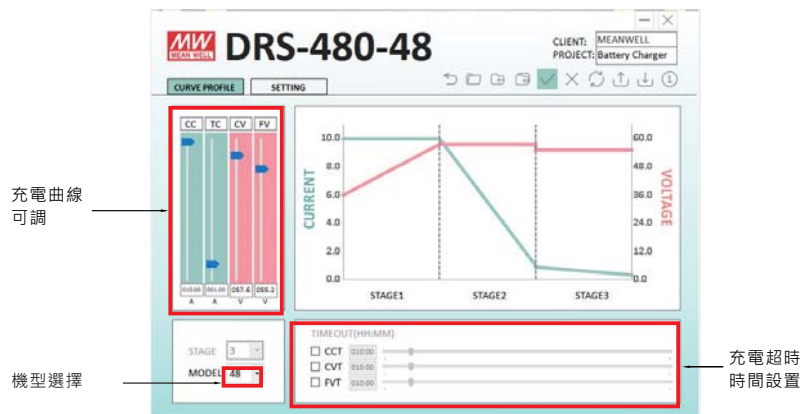 MW
MEAN WELL
DRS-480-48
CLIENT: MEANWELL
PROJECT: Battery Charger
CURVE PROFILE
SETTING
CC TC CV FV
010.00 001.00 057.6 055.2
A A V V
充電曲線
可調
CURRENT
10.0
8.0
6.0
4.0
2.0
0.0
60.0
48.0
36.0
24.0
12.0
0.0
VOLTAGE
STAGE1 STAGE2 STAGE3
STAGE 3
MODEL 48
機型選擇
TIMEOUT(HH:MM)
CCT 010:00
CVT 010:00
FVT 010:00
充電超時
時間設置